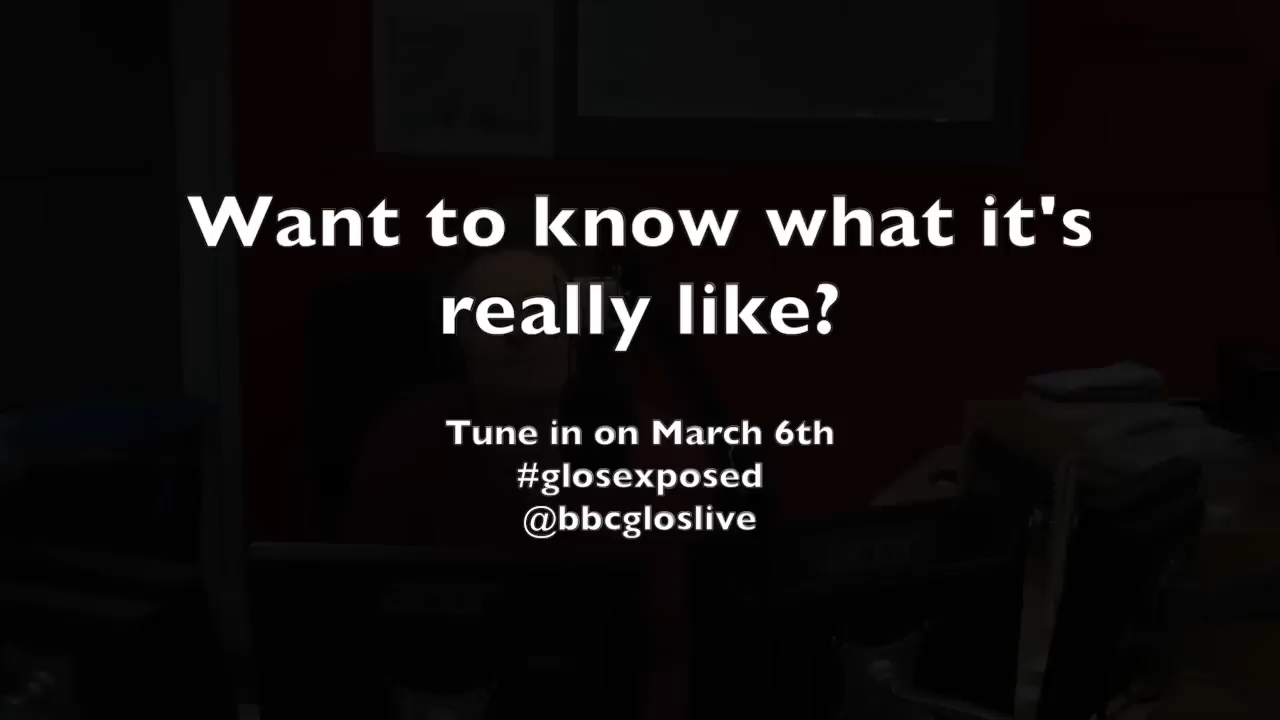 Want to know what it's
really like?
Tune in on March 6th
#glosexposed
@bbcgloslive